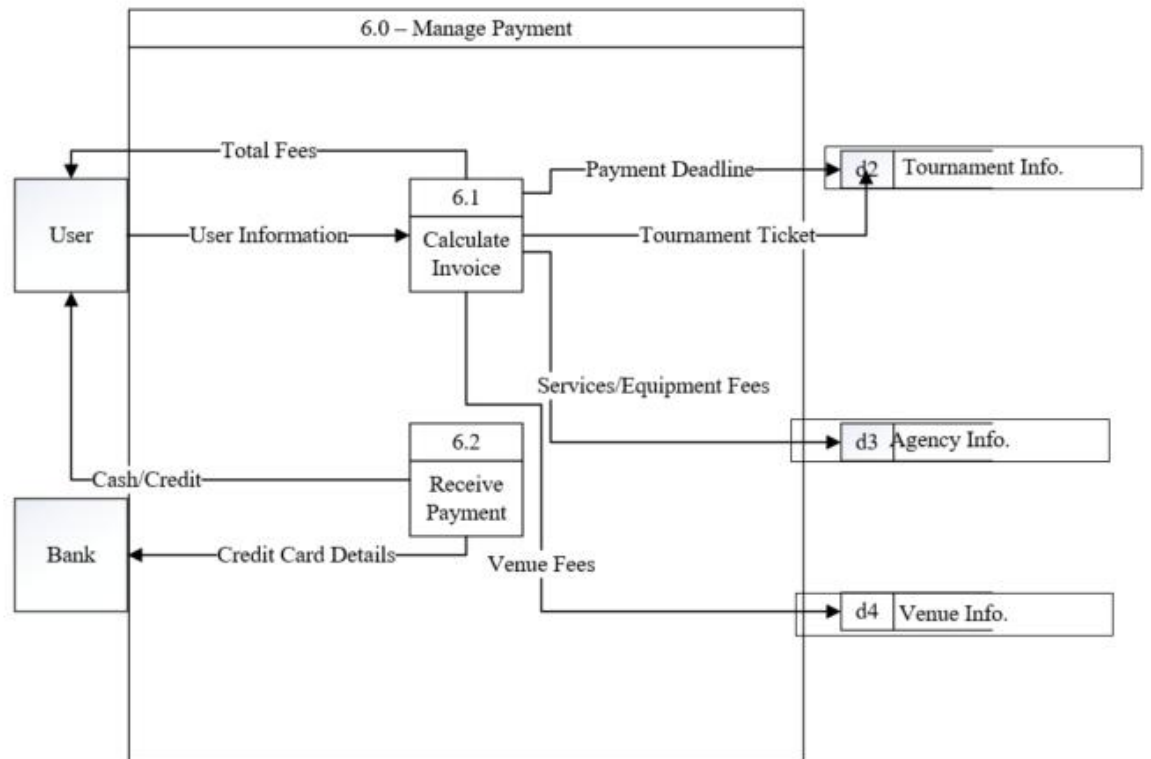 6.0 – Manage Payment
Total Fees
Payment Deadline
d2 Tournament Info.
6.1
User
User Information
Calculate
Invoice
Tournament Ticket
Services/Equipment Fees
6.2
d3 Agency Info.
Cash/Credit
Receive
Payment
Bank
Credit Card Details
Venue Fees
d4 Venue Info.